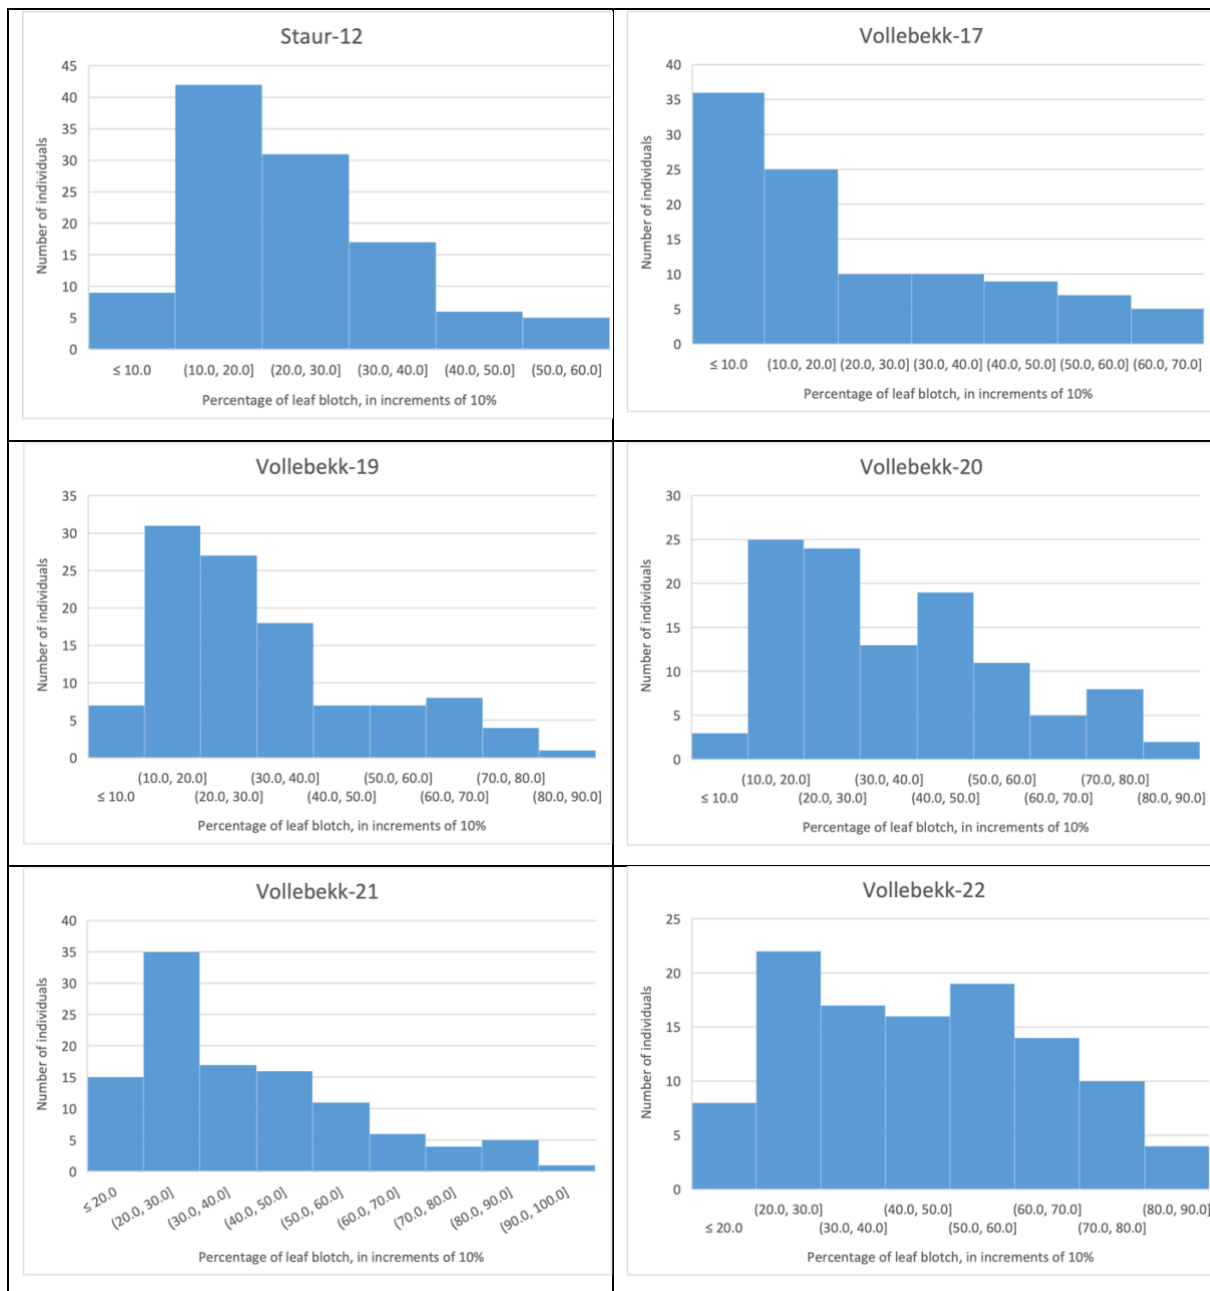 Staur-12
Number of individuals
45
40
35
30
25
20
15
10
5
0
≤ 10.0 (10.0, 20.0] (20.0, 30.0] (30.0, 40.0] (40.0, 50.0] (50.0, 60.0]
Percentage of leaf blotch, in increments of 10%
Vollebekk-17
Number of individuals
40
35
30
25
20
15
10
5
0
≤ 10.0 (10.0, 20.0] (20.0, 30.0] (30.0, 40.0] (40.0, 50.0] (50.0, 60.0] (60.0, 70.0]
Percentage of leaf blotch, in increments of 10%
Vollebekk-19
Number of individuals
35
30
25
20
15
10
5
0
(10.0, 20.0] (30.0, 40.0] (50.0, 60.0] (70.0, 80.0]
≤ 10.0 (20.0, 30.0] (40.0, 50.0] (60.0, 70.0] (80.0, 90.0]
Percentage of leaf blotch, in increments of 10%
Vollebekk-20
Number of individuals
30
25
20
15
10
5
0
(10.0, 20.0] (30.0, 40.0] (50.0, 60.0] (70.0, 80.0]
≤ 10.0 (20.0, 30.0] (40.0, 50.0] (60.0, 70.0] (80.0, 90.0]
Percentage of leaf blotch, in increments of 10%
Vollebekk-21
Number of individuals
40
35
30
25
20
15
10
5
0
≤ 20.0 (20.0, 30.0] (30.0, 40.0] (40.0, 50.0] (50.0, 60.0] (60.0, 70.0] (70.0, 80.0] (80.0, 90.0] (90.0, 100.0]
Percentage of leaf blotch, in increments of 10%
Vollebekk-22
Number of individuals
25
20
15
10
5
0
(20.0, 30.0] (40.0, 50.0] (60.0, 70.0] (80.0, 90.0]
≤ 20.0 (30.0, 40.0] (50.0, 60.0] (70.0, 80.0]
Percentage of leaf blotch, in increments of 10%